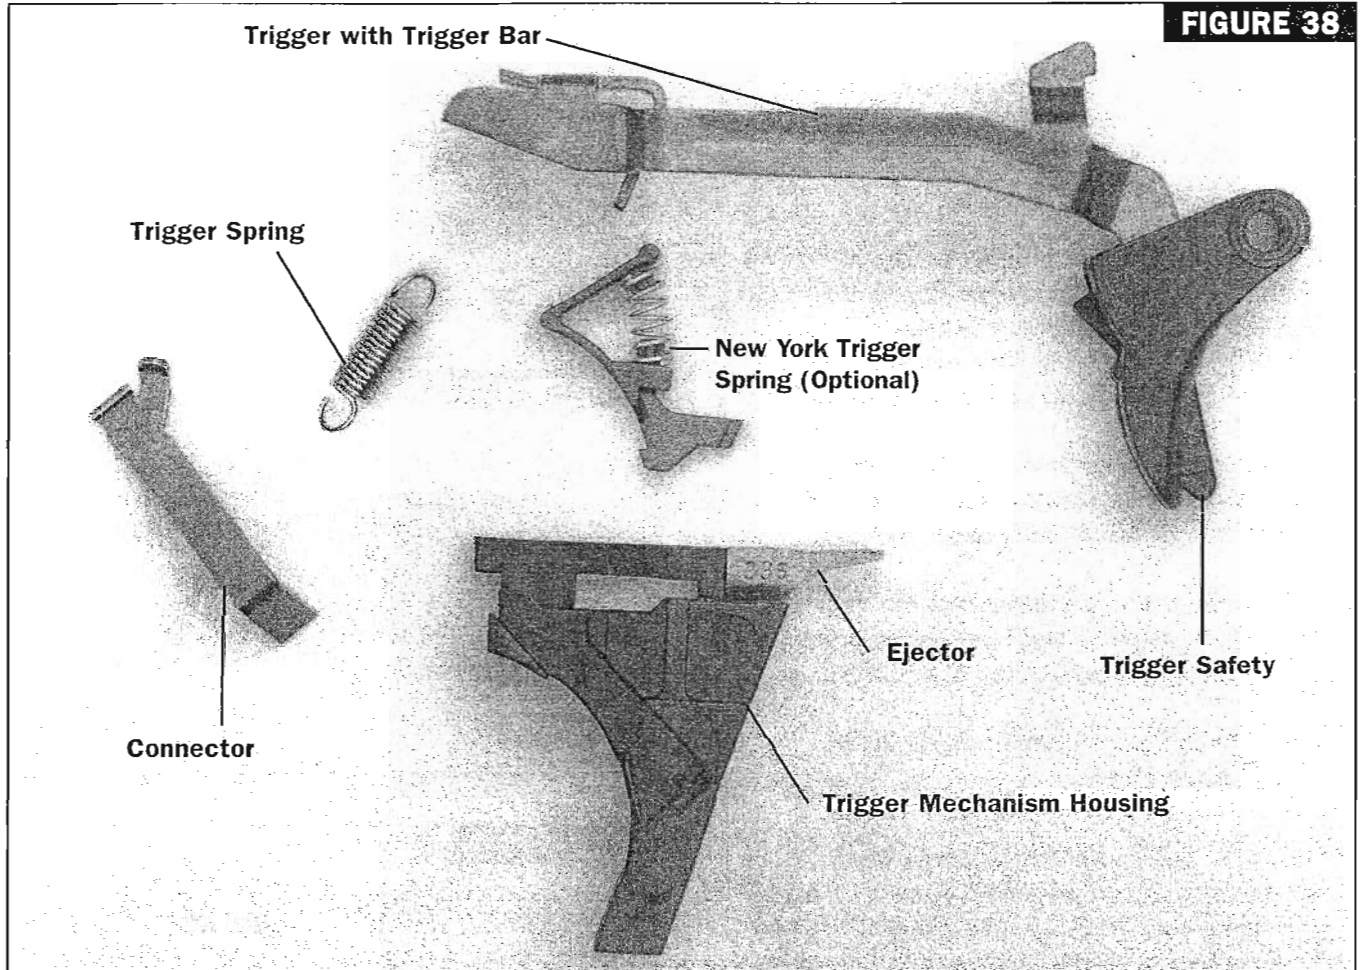 FIGURE 38
Trigger with Trigger Bar
Trigger Spring
New York Trigger
Spring (Optional)
336
Ejector
Trigger Safety
Connector
Trigger Mechanism Housing